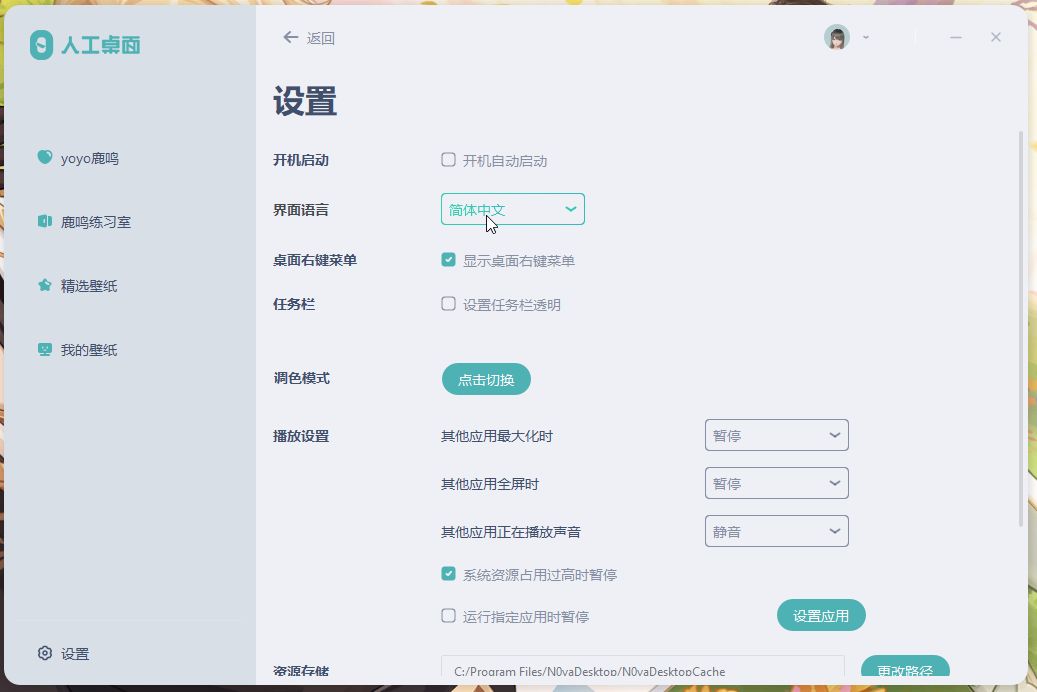 人工桌面
返回
设置
yoyo鹿鸣
鹿鸣练习室
精选壁纸
我的壁纸
设置
开机启动 开机自动启动
界面语言 简体中文
桌面右键菜单 显示桌面右键菜单
任务栏 设置任务栏透明
调色模式 点击切换
播放设置 其他应用最大化时 暂停
其他应用全屏时 暂停
其他应用正在播放声音 静音
系统资源占用过高时暂停
运行指定应用时暂停 设置应用
资源存储 C:/Program Files/N0vaDesktop/N0vaDesktopCache 更改路径